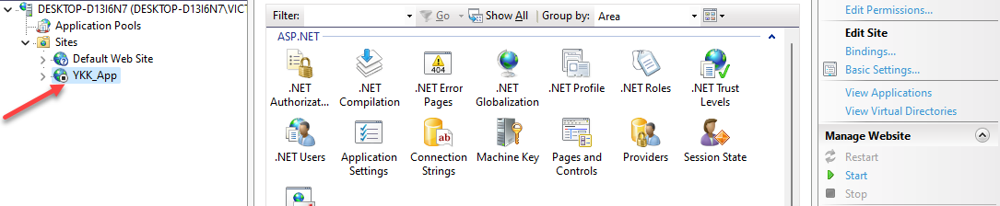 DESKTOP-D13I6N7 (DESKTOP-D13I6N7\VIC
Application Pools
Sites
Default Web Site
YKK_App
Filter: Go Show All Group by: Area
ASP.NET
.NET Authorizat...
.NET Compilation
.NET Error Pages
.NET Globalization
.NET Profile
.NET Roles
.NET Trust Levels
404
.NET Users
Application Settings
Connection Strings
Machine Key
Pages and Controls
Providers
Session State
ab
Edit Permissions...
Edit Site
Bindings...
Basic Settings...
View Applications
View Virtual Directories
Manage Website
Restart
Start
Stop